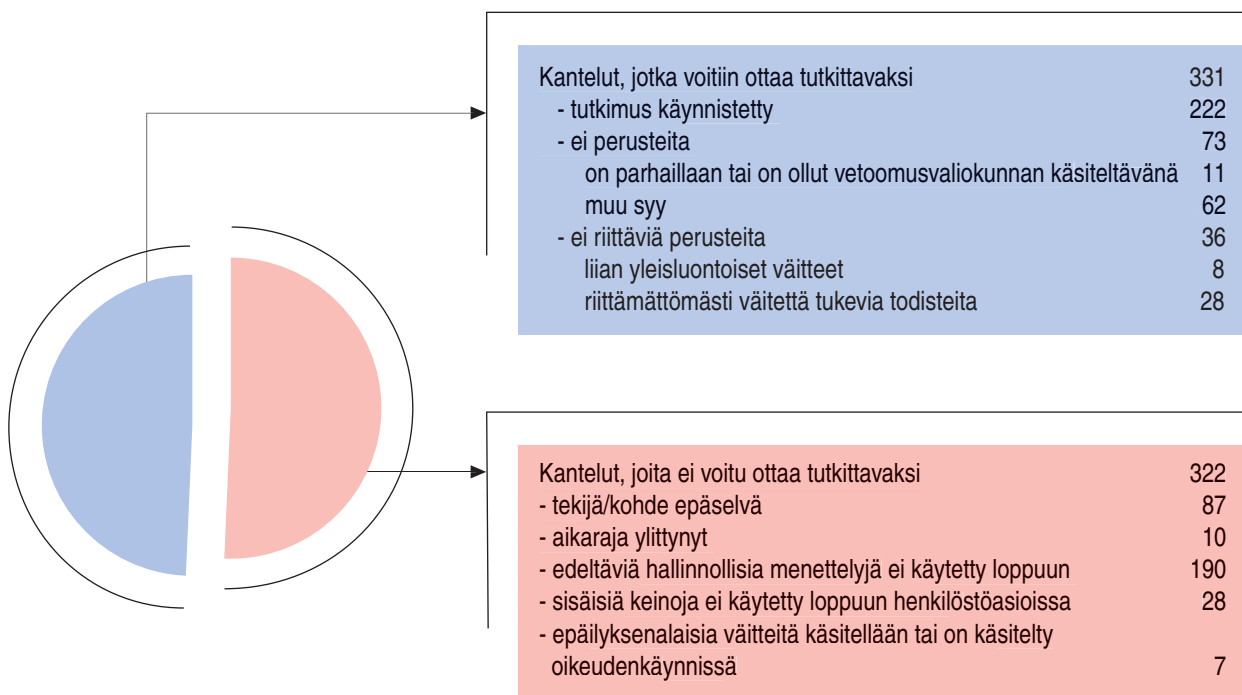 Kantelut, jotka voitiin ottaa tutkittavaksi 331
- tutkimus käynnistetty 222
- ei perusteita 73
on parhaillaan tai on ollut vetoomusvaliokunnan käsiteltävänä 11
muu syy 62
- ei riittäviä perusteita 36
liian yleisluontoiset väitteet 8
riittämättömästi väitettä tukevia todisteita 28
Kantelut, joita ei voitu ottaa tutkittavaksi 322
- tekijä/kohde epäselvä 87
- aikaraja ylittynyt 10
- edeltäviä hallinnollisia menettelyjä ei käytetty loppuun 190
- sisäisiä keinoja ei käytetty loppuun henkilöstöasioissa 28
- epäilyksenalaisia väitteitä käsitellään tai on käsitelty
oikeudenkäynnissä 7